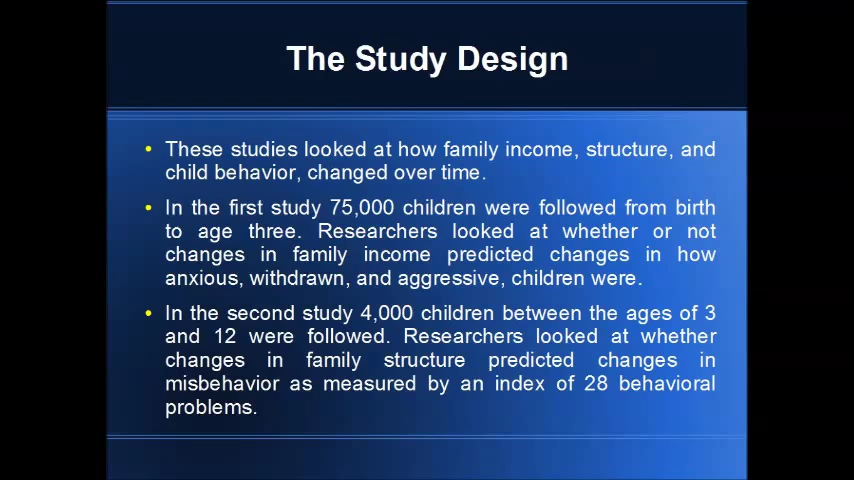 The Study Design
• These studies looked at how family income, structure, and
child behavior, changed over time.
• In the first study 75,000 children were followed from birth
to age three. Researchers looked at whether or not
changes in family income predicted changes in how
anxious, withdrawn, and aggressive, children were.
• In the second study 4,000 children between the ages of 3
and 12 were followed. Researchers looked at whether
changes in family structure predicted changes in
misbehavior as measured by an index of 28 behavioral
problems.